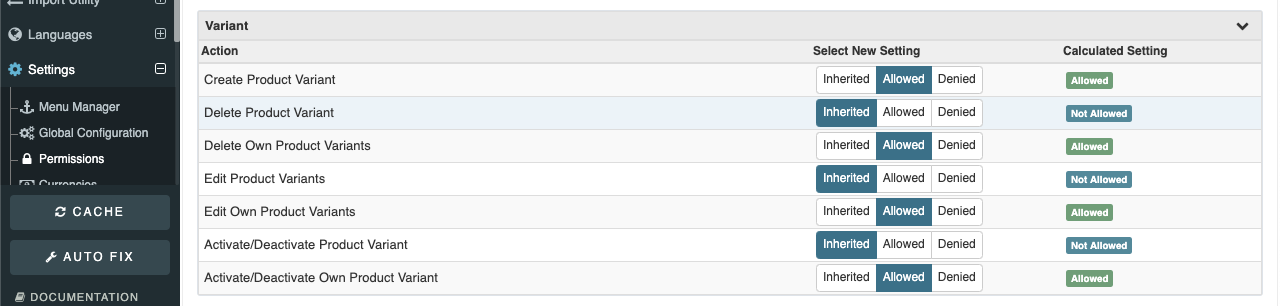 Import Utility
Languages
Settings
Menu Manager
Global Configuration
Permissions
Currencies
CACHE
AUTO FIX
DOCUMENTATION
Variant
Action Select New Setting Calculated Setting
Create Product Variant Inherited Allowed Denied Allowed
Delete Product Variant Inherited Allowed Denied Not Allowed
Delete Own Product Variants Inherited Allowed Denied Allowed
Edit Product Variants Inherited Allowed Denied Not Allowed
Edit Own Product Variants Inherited Allowed Denied Allowed
Activate/Deactivate Product Variant Inherited Allowed Denied Not Allowed
Activate/Deactivate Own Product Variant Inherited Allowed Denied Allowed